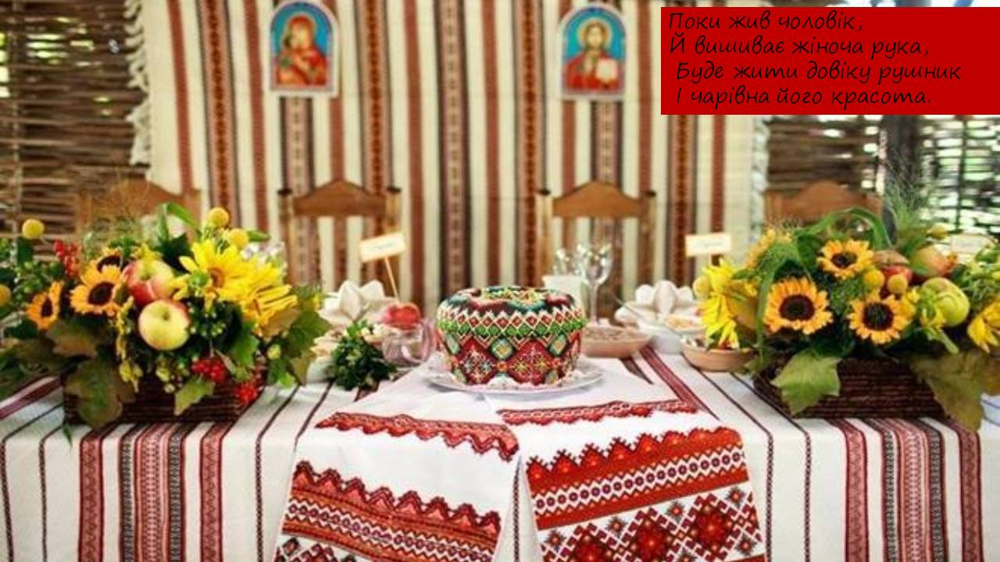 Поки жив чоловік,
Й вишиває жіноча рука,
Буде жити довіку рушник
І чарівна його красота.